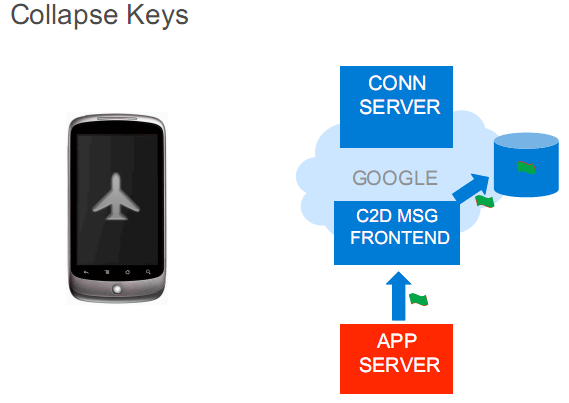 Collapse Keys
CONN
SERVER
GOOGLE
C2D MSG
FRONTEND
APP
SERVER